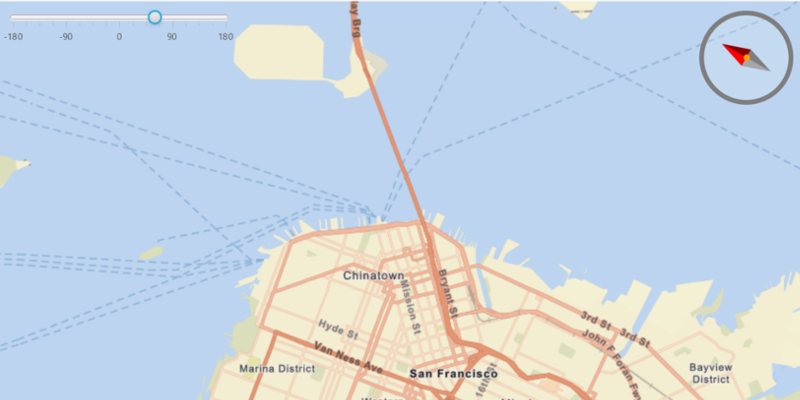 lay Brg
-180 -90 0 90 180
Chinatown
Mission St
Bryant St
3rd St 3rd St
Hyde St
John F Foran Fwy
Van Ness Ave
Marina District
San Francisco
16th St
Bayview
District